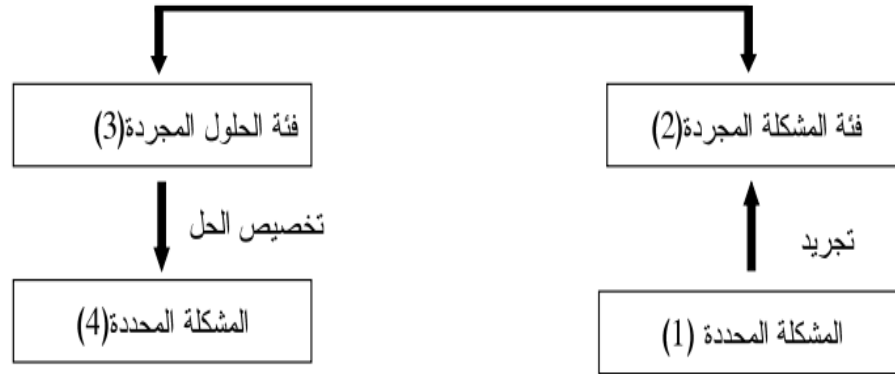 فئة المشكلة المجردة(2)
فئة الحلول المجردة(3)
تجريد
تخصيص الحل
المشكلة المحددة (1)
المشكلة المحددة(4)